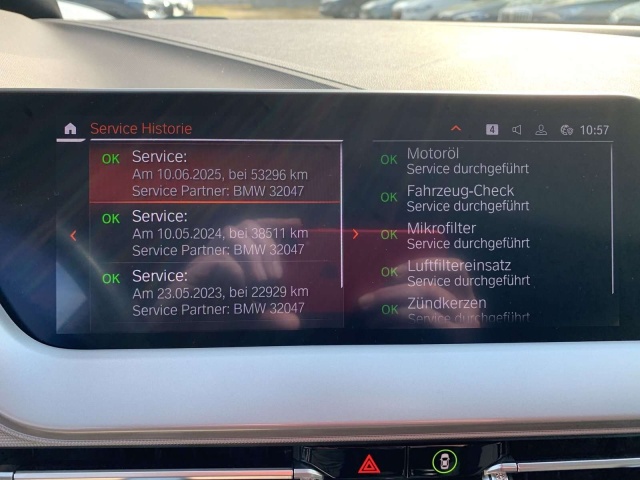 Service Historie
4
10:57
OK Service:
Am 10.06.2025, bei 53296 km
Service Partner: BMW 32047
OK Service:
Am 10.05.2024, bei 38511 km
Service Partner: BMW 32047
OK Service:
Am 23.05.2023, bei 22929 km
Service Partner: BMW 32047
OK Motoröl
Service durchgeführt
OK Fahrzeug-Check
Service durchgeführt
OK Mikrofilter
Service durchgeführt
OK Luftfiltereinsatz
Service durchgeführt
OK Zündkerzen
Service durchgeführt